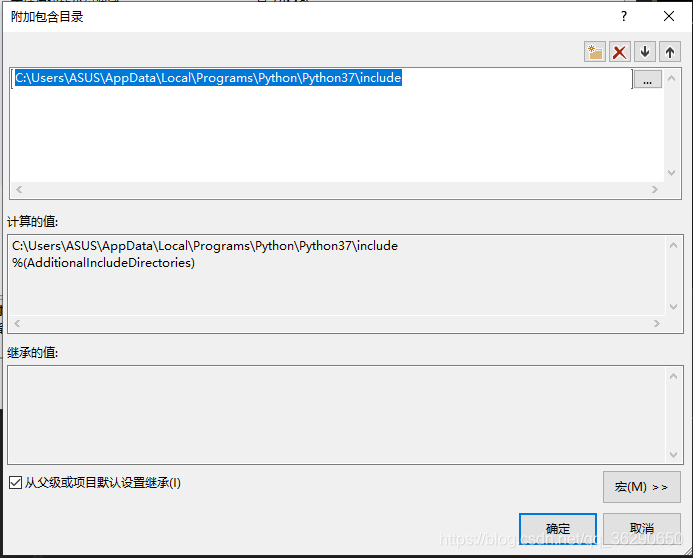 附加包含目录
?
C:\Users\ASUS\AppData\Local\Programs\Python\Python37\include
...
计算的值:
C:\Users\ASUS\AppData\Local\Programs\Python\Python37\include
%(AdditionalIncludeDirectories)
继承的值:
从父级或项目默认设置继承(I)
宏(M) >>
确定
取消
https://blog.csdn.net/qq_36290650